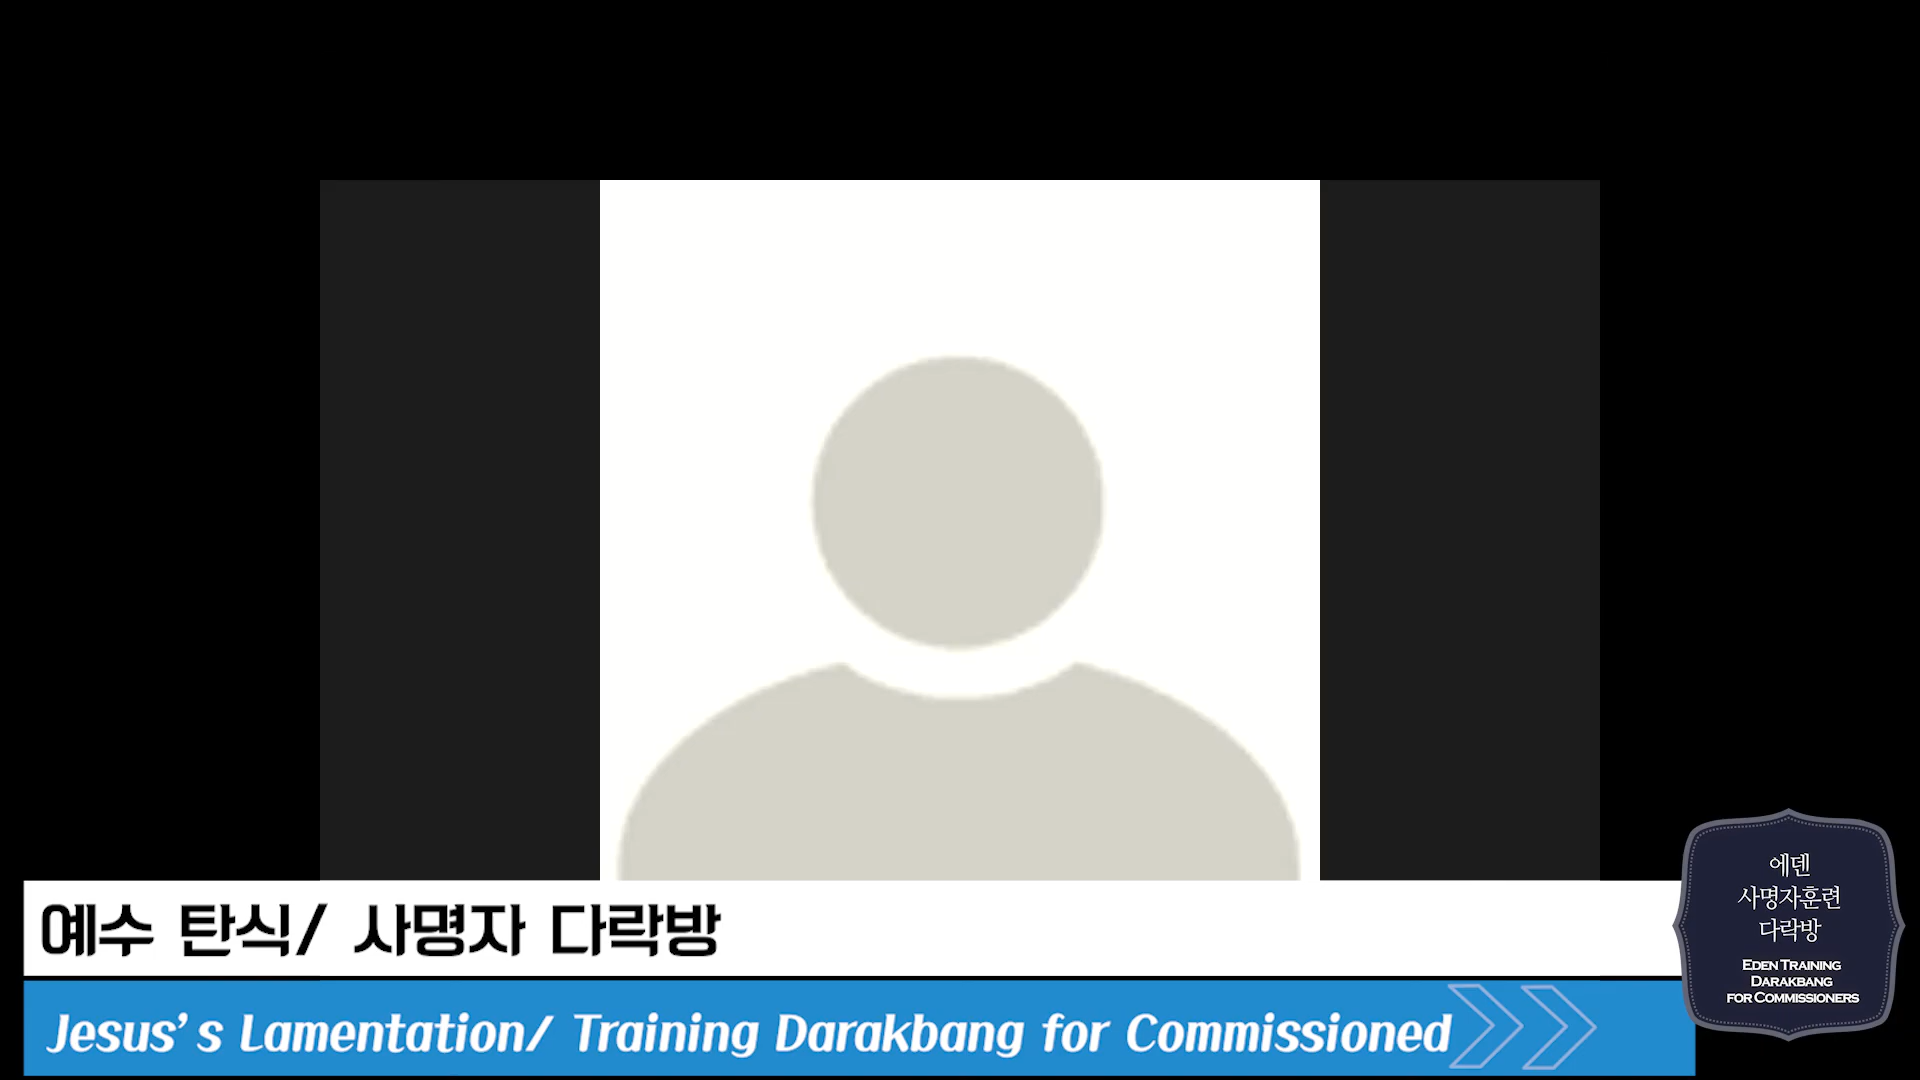 예수 탄식/ 사명자 다락방
Jesus's Lamentation/ Training Darakbang for Commissioned
에덴
사명자훈련
다락방
EDEN TRAINING
DARAKBANG
FOR COMMISSIONERS